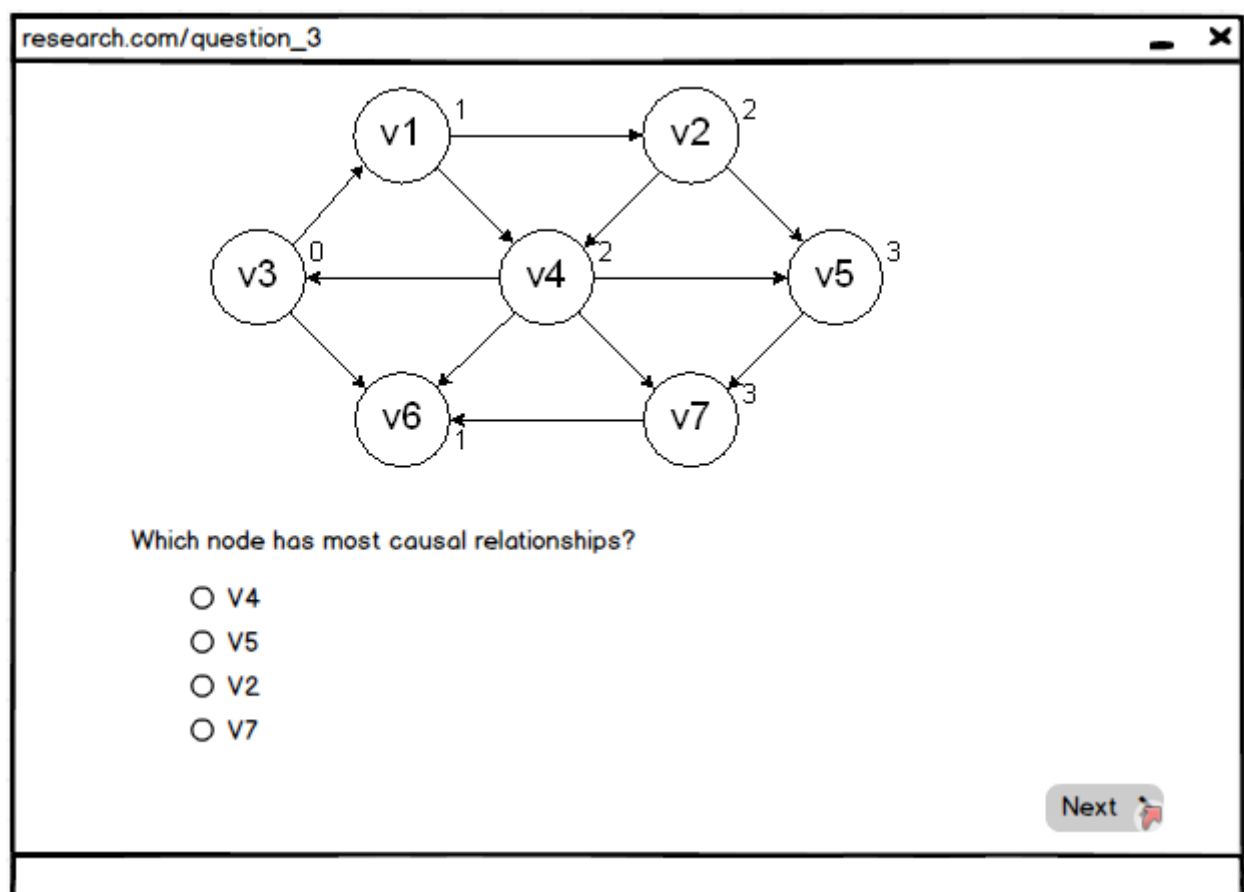 research.com/question_3
v1 1
v2 2
v3 0
v4 2
v5 3
v6 1
v7 3
Which node has most causal relationships?
V4
V5
V2
V7
Next